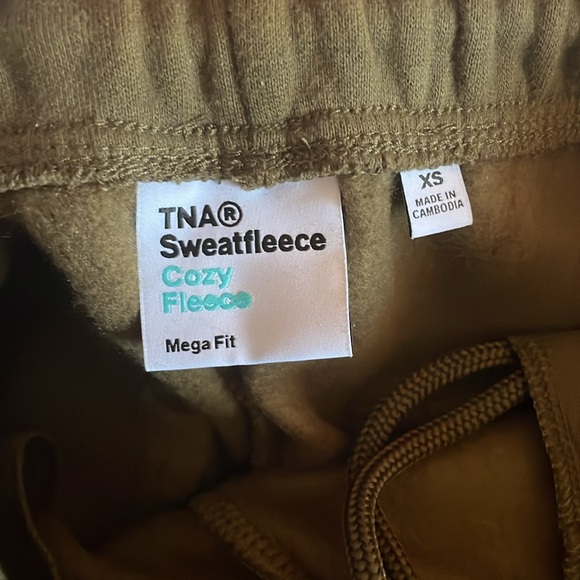 TNA®
Sweatfleece
Cozy
Fleece
Mega Fit
XS
MADE IN
CAMBODIA